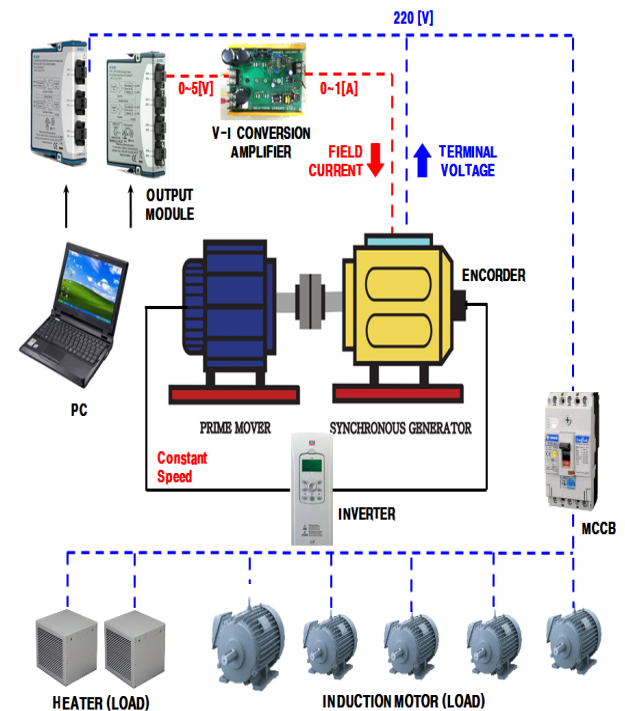 220 [V]
0~5[V]
0~1[A]
V-I CONVERSION
AMPLIFIER
FIELD
CURRENT
TERMINAL
VOLTAGE
OUTPUT
MODULE
ENCORDER
PC
PRIME MOVER
SYNCHRONOUS GENERATOR
Constant
Speed
INVERTER
MCCB
HEATER (LOAD)
INDUCTION MOTOR (LOAD)